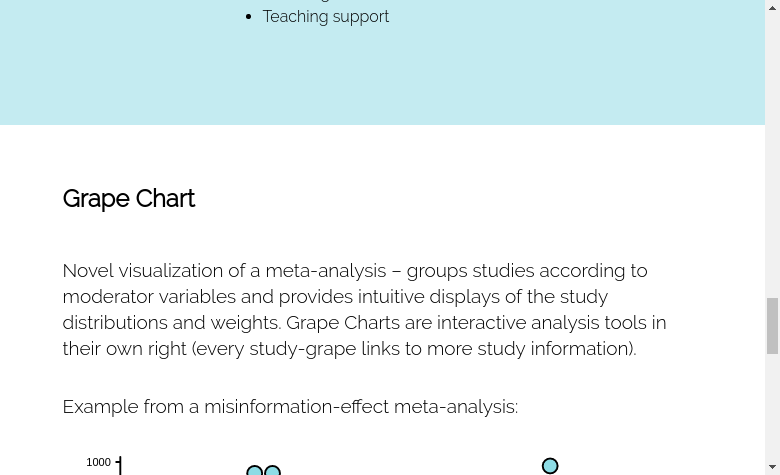 Teaching support
Grape Chart
Novel visualization of a meta-analysis – groups studies according to
moderator variables and provides intuitive displays of the study
distributions and weights. Grape Charts are interactive analysis tools in
their own right (every study-grape links to more study information).
Example from a misinformation-effect meta-analysis:
1000